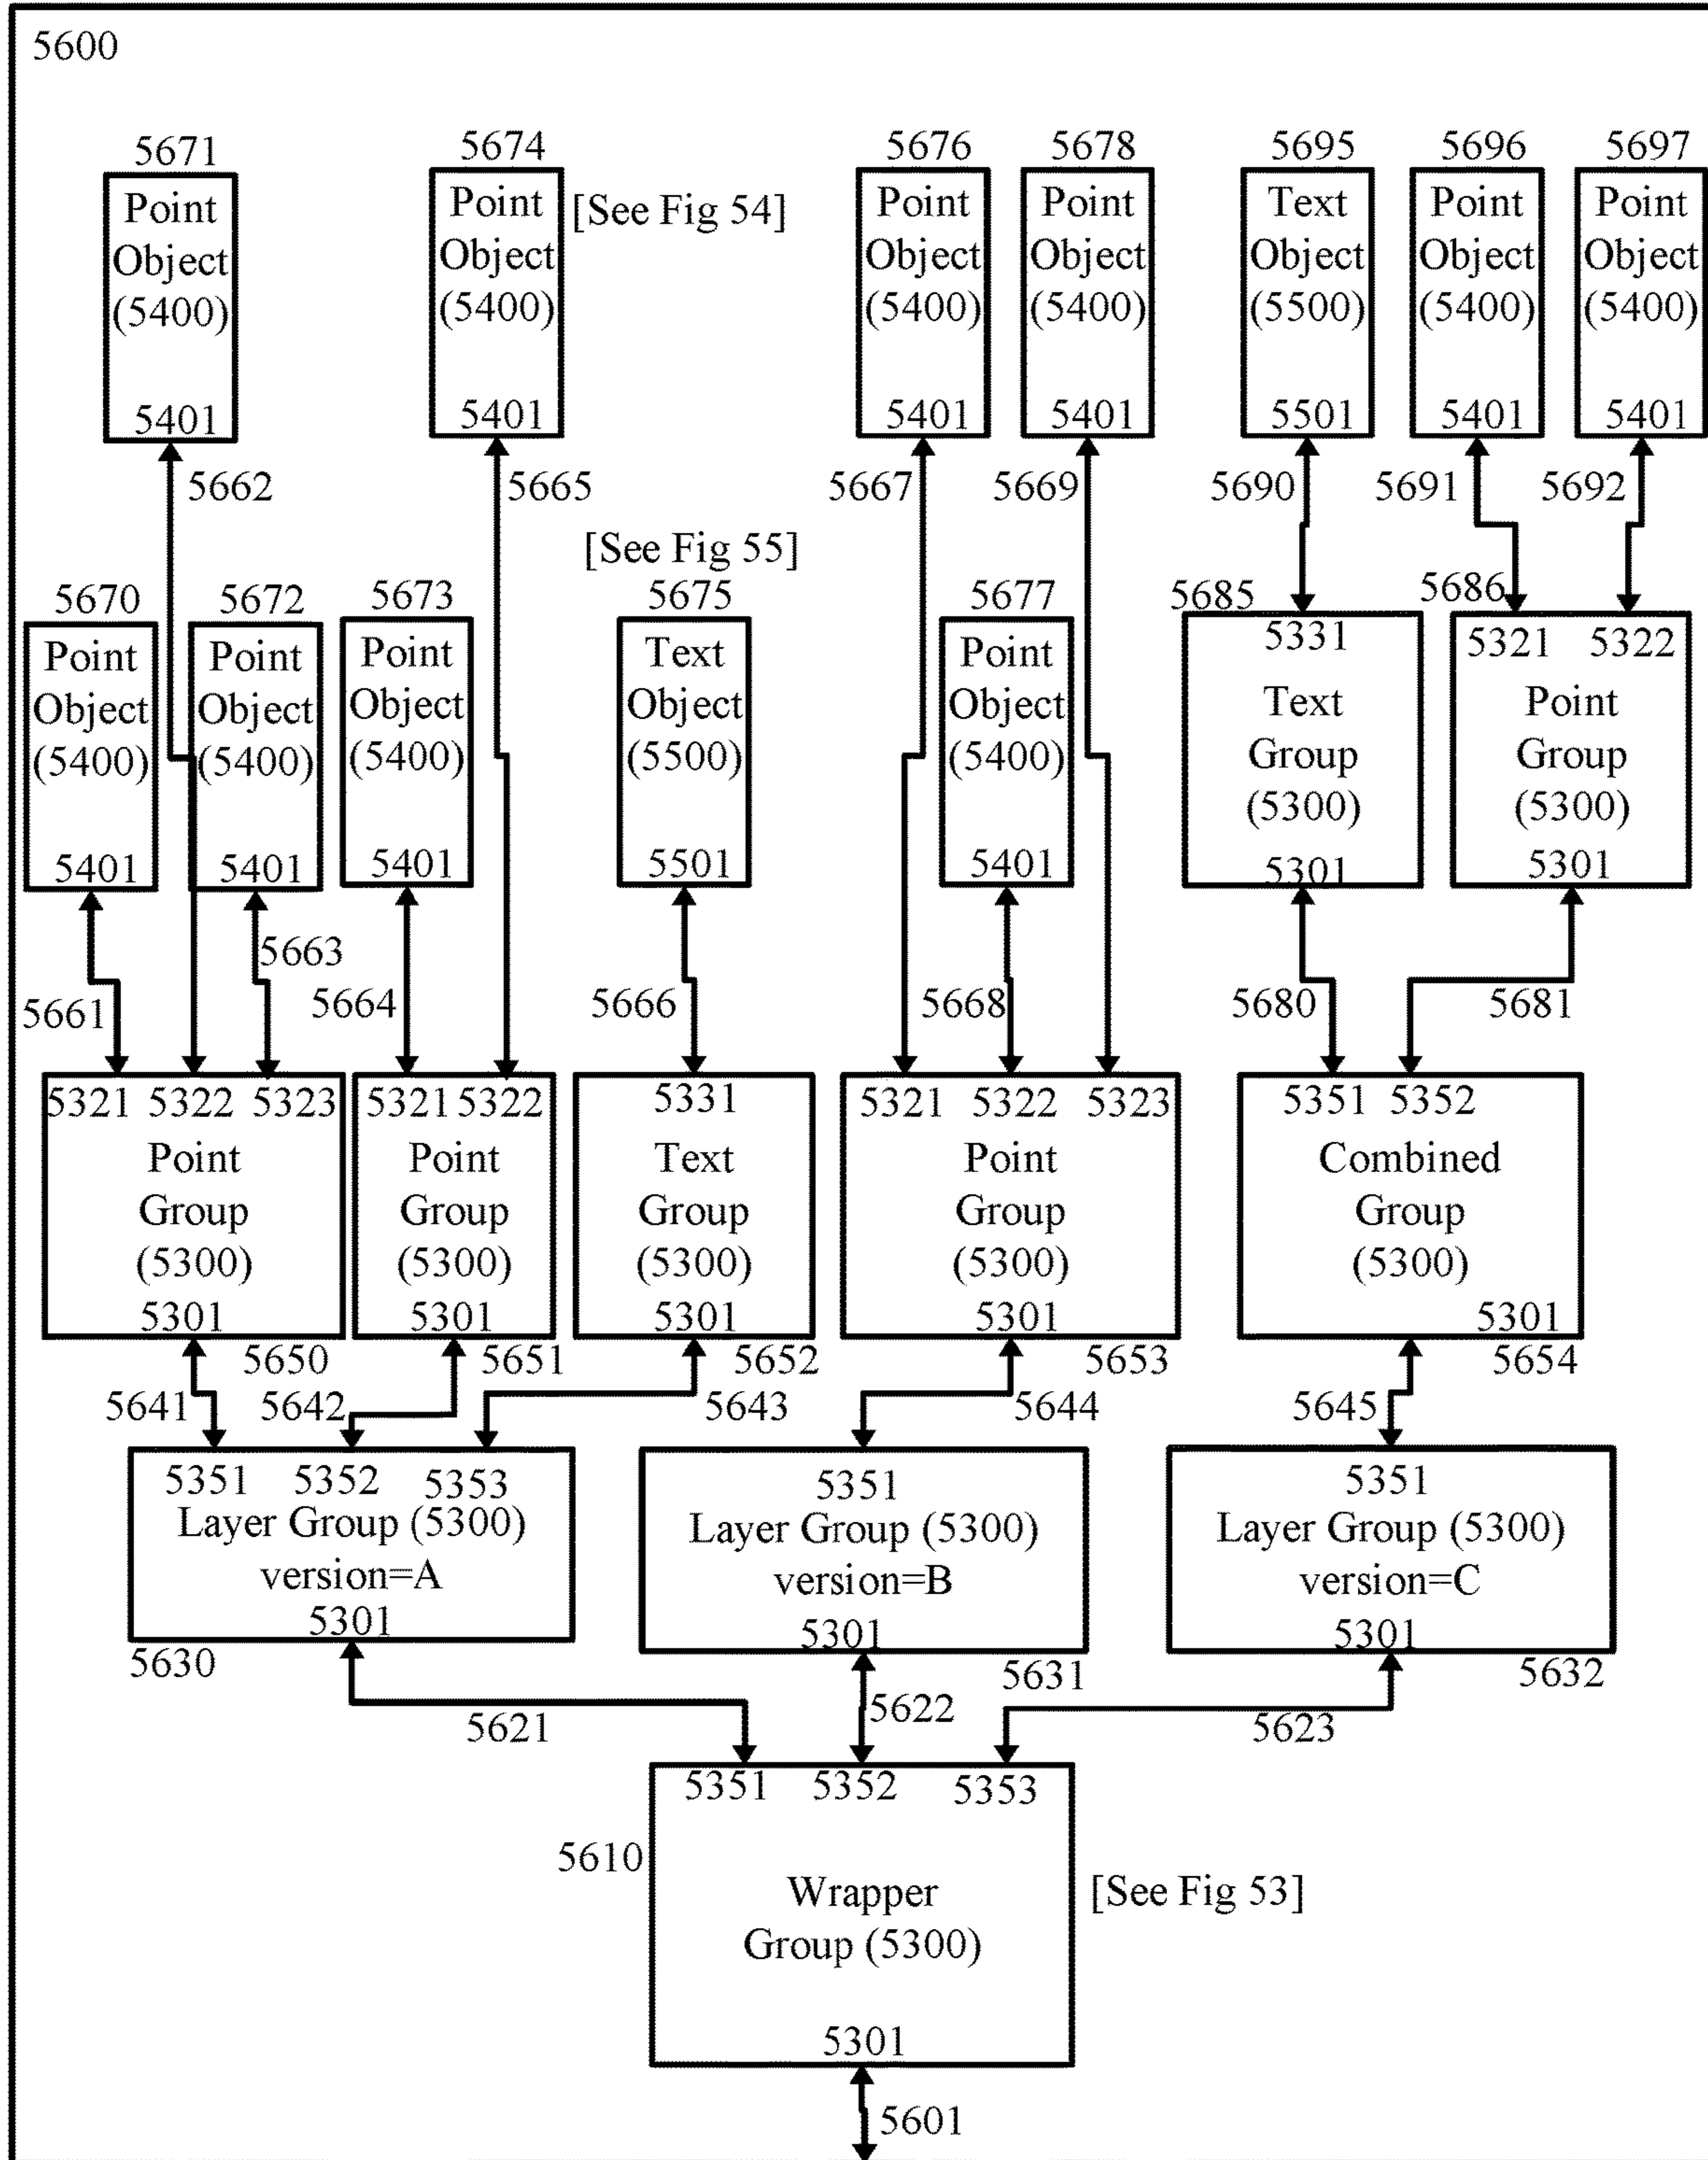 5600
5671
Point
Object
(5400)
5401
5674
Point
Object
(5400)
5401
[See Fig 54]
5676
Point
Object
(5400)
5401
5678
Point
Object
(5400)
5401
5695
Text
Object
(5500)
5501
5696
Point
Object
(5400)
5401
5697
Point
Object
(5400)
5401
5662
5665
5667
5669
5690
5691
5692
[See Fig 55]
5670
Point
Object
(5400)
5401
5672
Point
Object
(5400)
5401
5673
Point
Object
(5400)
5401
5675
Text
Object
(5500)
5501
5677
Point
Object
(5400)
5401
5685
5331
Text
Group
(5300)
5301
5686
5321 5322
Point
Group
(5300)
5301
5661
5663
5664
5666
5668
5680
5681
5321 5322 5323
Point
Group
(5300)
5301
5650
5321 5322
Point
Group
(5300)
5301
5651
5331
Text
Group
(5300)
5301
5652
5321 5322 5323
Point
Group
(5300)
5301
5653
5351 5352
Combined
Group
(5300)
5301
5654
5641
5642
5643
5644
5645
5351 5352 5353
Layer Group (5300)
version=A
5301
5630
5351
Layer Group (5300)
version=B
5301
5631
5351
Layer Group (5300)
version=C
5301
5632
5621
5622
5623
5351 5352 5353
5610
Wrapper
Group (5300)
5301
[See Fig 53]
5601